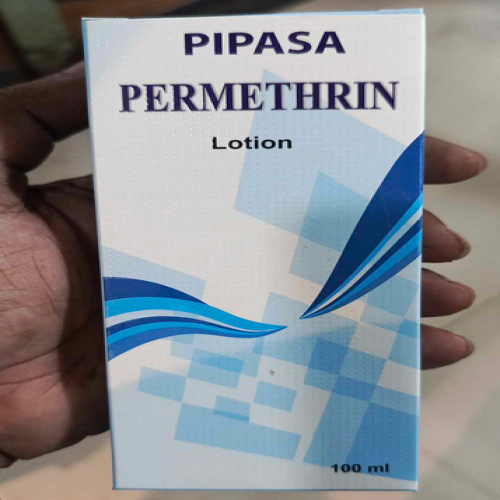 PIPASA
PERMETHRIN
Lotion
100 ml